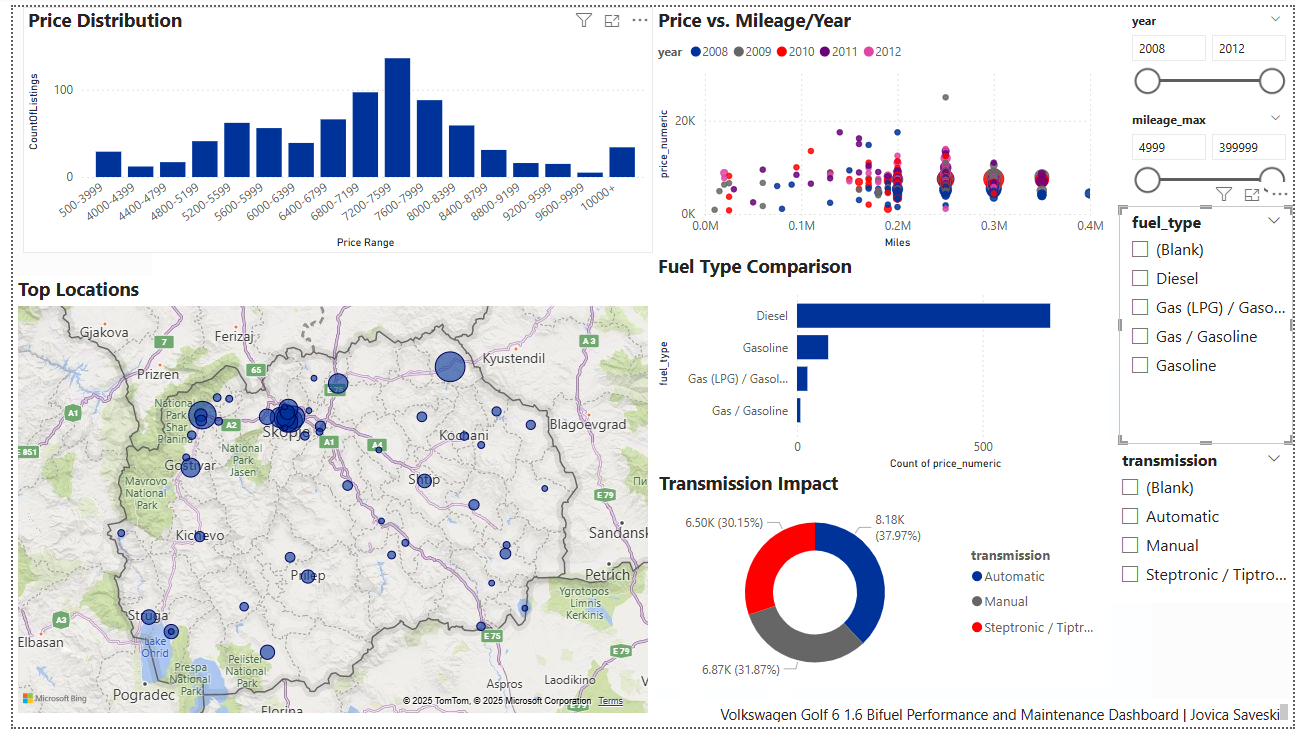 Price Distribution
CountOfListings
100
0
500-3999
4000-4399
4400-4799
4800-5199
5200-5599
5600-5999
6000-6399
6400-6799
6800-7199
7200-7599
7600-7999
8000-8399
8400-8799
8800-9199
9200-9599
9600-9999
10000+
Price Range
Price vs. Mileage/Year
year 2008 2009 2010 2011 2012
price_numeric
20K
0K
0.0M 0.1M 0.2M 0.3M 0.4M
Miles
year
2008 2012
mileage_max
4999 399999
fuel_type
(Blank)
Diesel
Gas (LPG) / Gaso...
Gas / Gasoline
Gasoline
transmission
(Blank)
Automatic
Manual
Steptronic / Tiptro...
Top Locations
Gjakova
Ferizaj
7
A 3
Kyustendil
65
Prizren
A1
National
Park
Shar
Planina
A2
Skopje
A1
A4
Kochani
Blagoevgrad
E 851
National
Park
Jasen
Gostivar
Mavrovo
National
Park
Shtip
E79
Kichevo
Sandansk
Prilep
Petrich
Ygrotopos
Limnis
Kerkinis
A3
Struga
Elbasan
Lake
Ohrid
E75
E79
Pelister
National
Park
Prespa
National
Park
Aspros
Laodikino
Pogradec
Florina
Microsoft Bing
© 2025 TomTom, © 2025 Microsoft Corporation Terms
Fuel Type Comparison
fuel_type
Diesel
Gasoline
Gas (LPG) / Gasol...
Gas / Gasoline
0 500
Count of price_numeric
Transmission Impact
6.50K (30.15%)
8.18K
(37.97%)
6.87K (31.87%)
transmission
Automatic
Manual
Steptronic / Tiptr...
Volkswagen Golf 6 1.6 Bifuel Performance and Maintenance Dashboard | Jovica Saveski